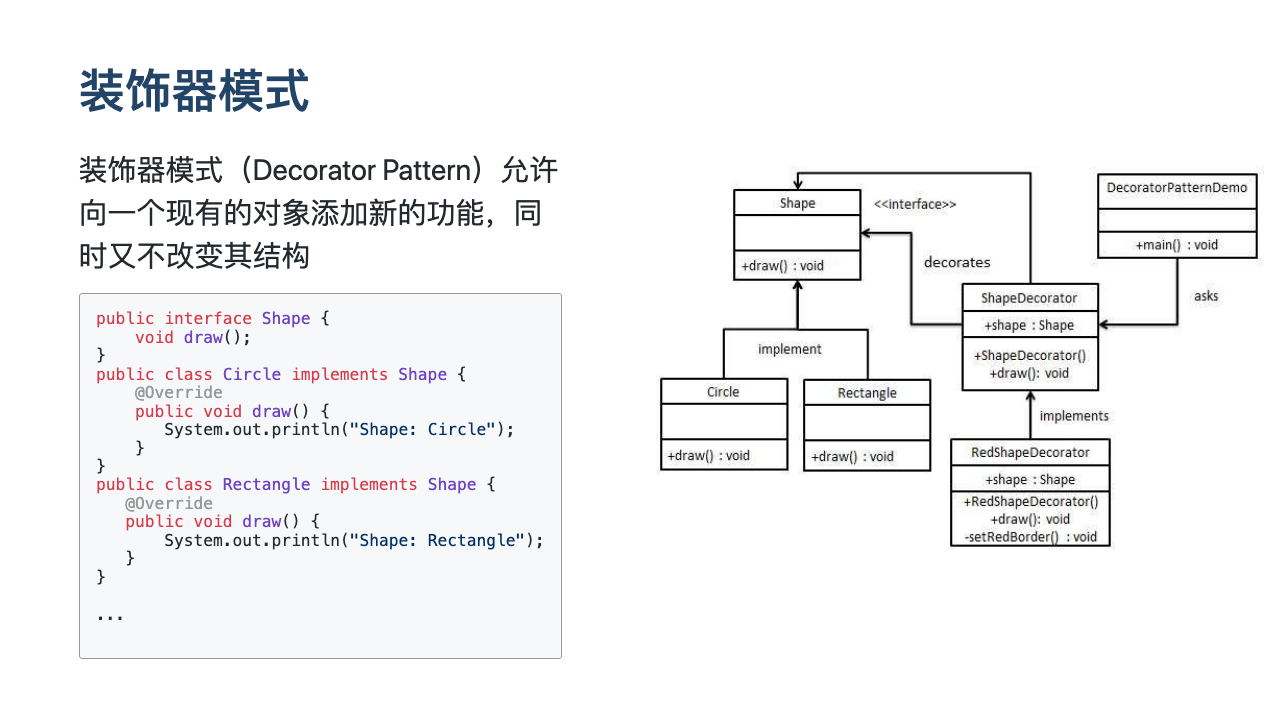 装饰器模式
装饰器模式（Decorator Pattern）允许
向一个现有的对象添加新的功能，同
时又不改变其结构
public interface Shape {
    void draw();
}
public class Circle implements Shape {
    @Override
    public void draw() {
       System.out.println("Shape: Circle");
    }
}
public class Rectangle implements Shape {
   @Override
   public void draw() {
       System.out.println("Shape: Rectangle");
   }
}
...
Shape
<<interface>>
+draw() : void
decorates
DecoratorPatternDemo
+main() : void
asks
ShapeDecorator
+shape : Shape
+ShapeDecorator()
+draw(): void
implement
Circle
+draw() : void
Rectangle
+draw() : void
implements
RedShapeDecorator
+shape : Shape
+RedShapeDecorator()
+draw(): void
-setRedBorder() : void